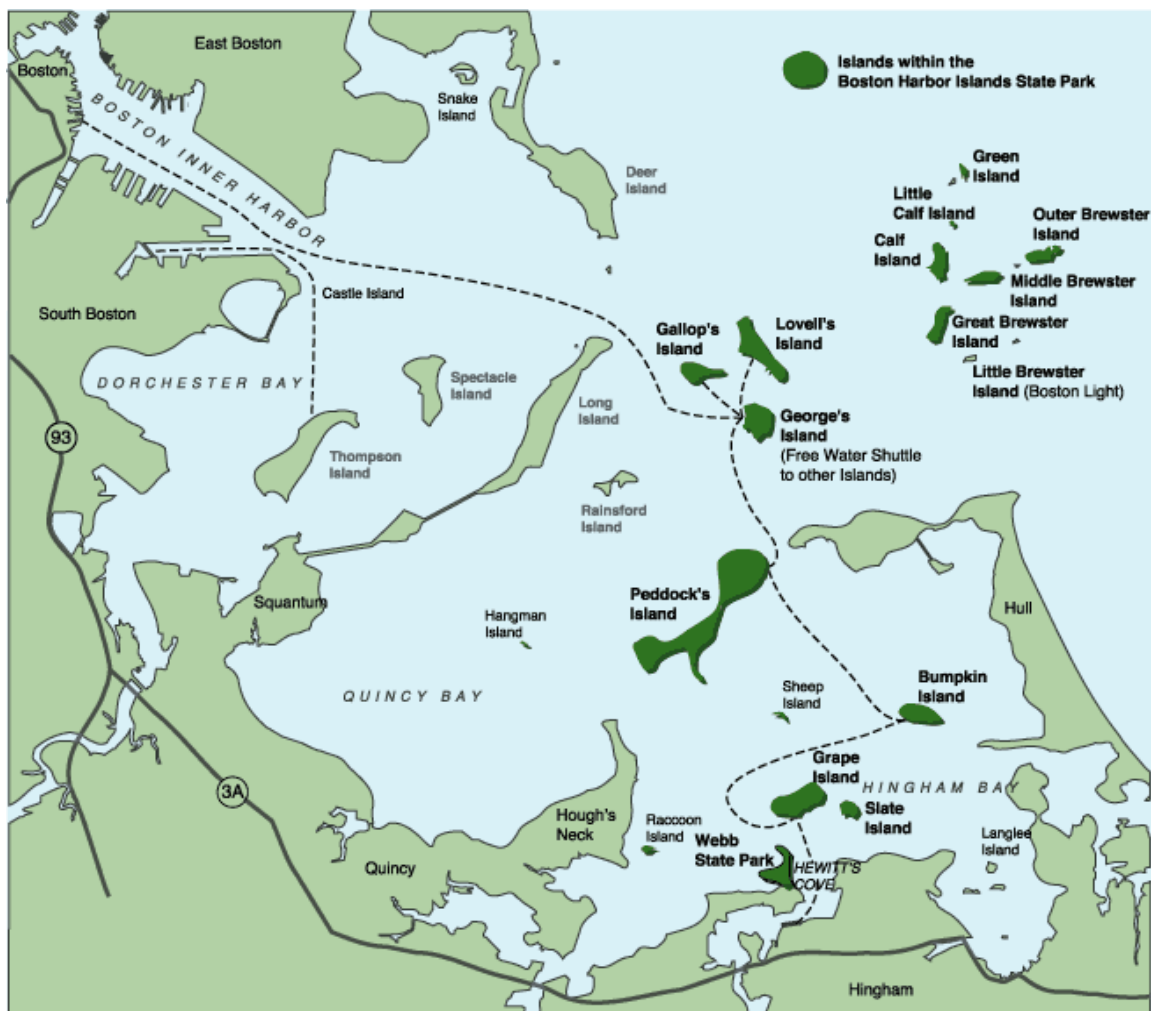 East Boston
Boston
BOSTON INNER HARBOR
Snake
Island
Islands within the
Boston Harbor Islands State Park
Deer
Island
Green
Island
Little
Calf Island
Outer Brewster
Island
Calf
Island
Middle Brewster
Island
Castle Island
South Boston
Great Brewster
Island
Gallop's
Island
Lovell's
Island
Little Brewster
Island (Boston Light)
DORCHESTER BAY
Spectacle
Island
Long
Island
George's
Island
(Free Water Shuttle
to other Islands)
93
Thompson
Island
Rainsford
Island
Squantum
Peddock's
Island
Hull
Hangman
Island
QUINCY BAY
Sheep
Island
Bumpkin
Island
Grape
Island
HINGHAM BAY
3A
Hough's
Neck
Raccoon
Island
Slate
Island
Webb
State Park
Langlee
Island
Quincy
HEWITT'S
COVE
Hingham